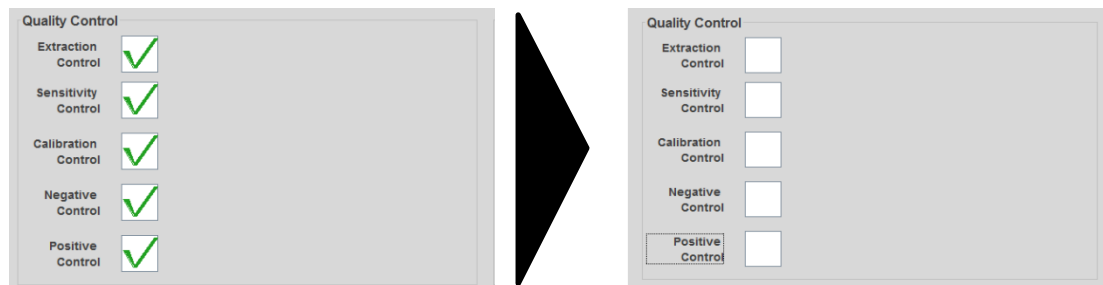 Quality Control
Extraction
Control
Sensitivity
Control
Calibration
Control
Negative
Control
Positive
Control
Quality Control
Extraction
Control
Sensitivity
Control
Calibration
Control
Negative
Control
Positive
Control